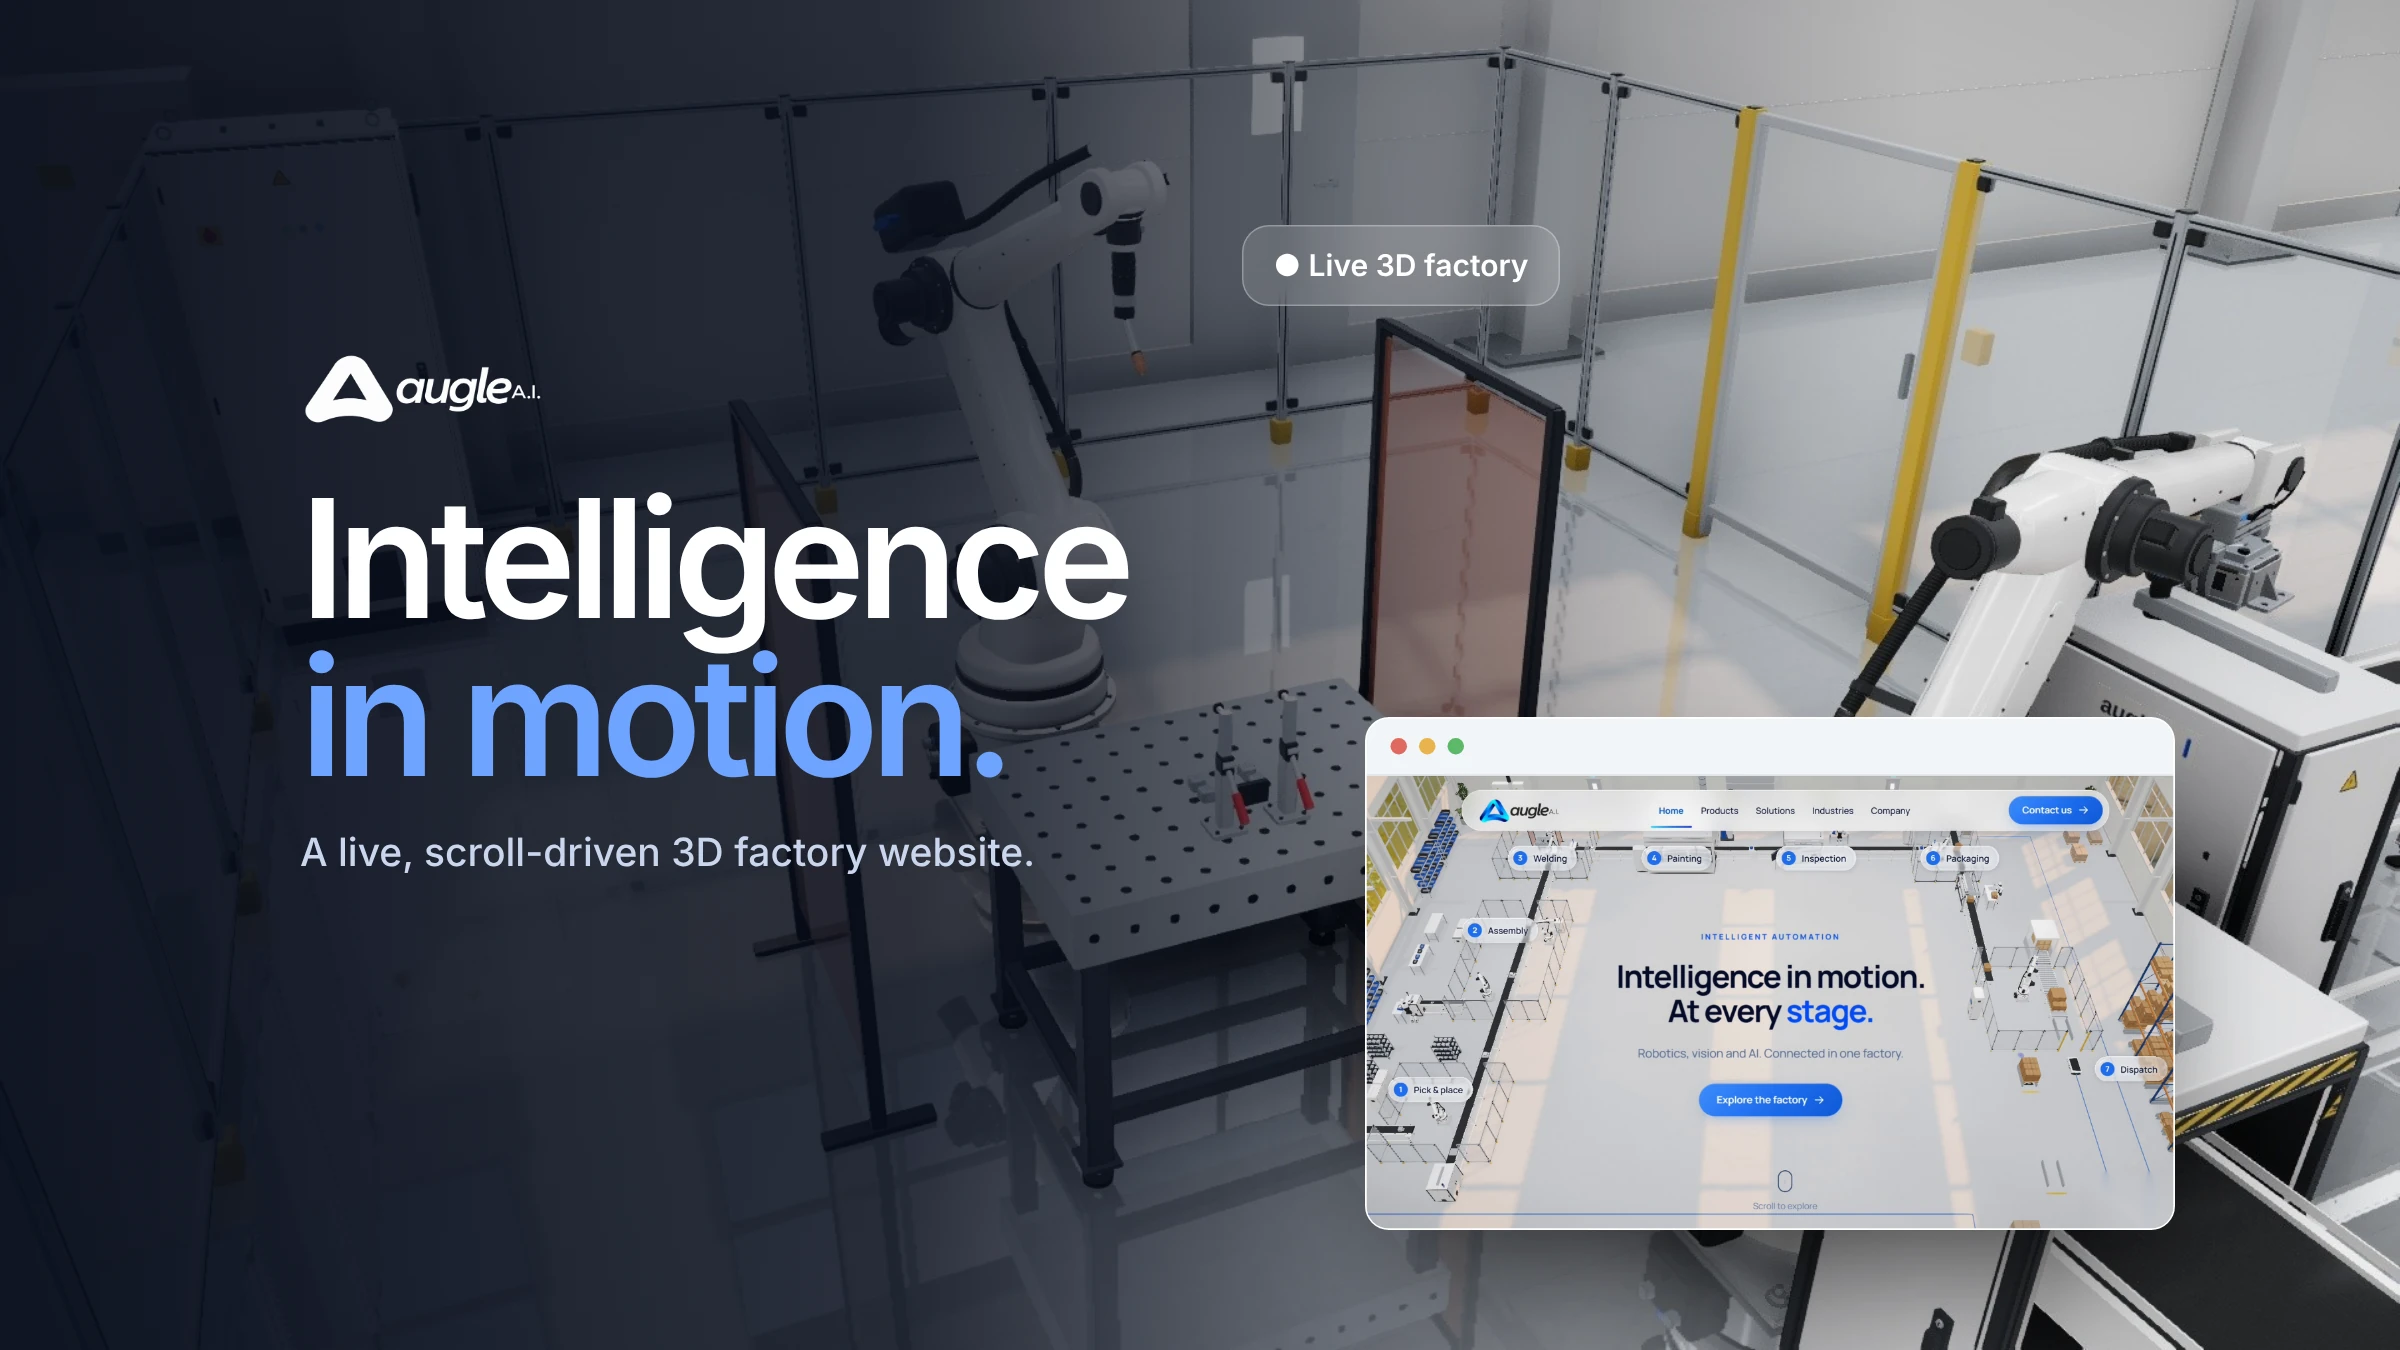 Live 3D factory
augle A.I.
Intelligence
in motion.
A live, scroll-driven 3D factory website.
augle A.I.
Home Products Solutions Industries Company
Contact us
3 Welding
4 Painting
5 Inspection
6 Packaging
2 Assembly
INTELLIGENT AUTOMATION
Intelligence in motion.
At every stage.
Robotics, vision and AI. Connected in one factory.
7 Dispatch
1 Pick & place
Explore the factory
Scroll to explore